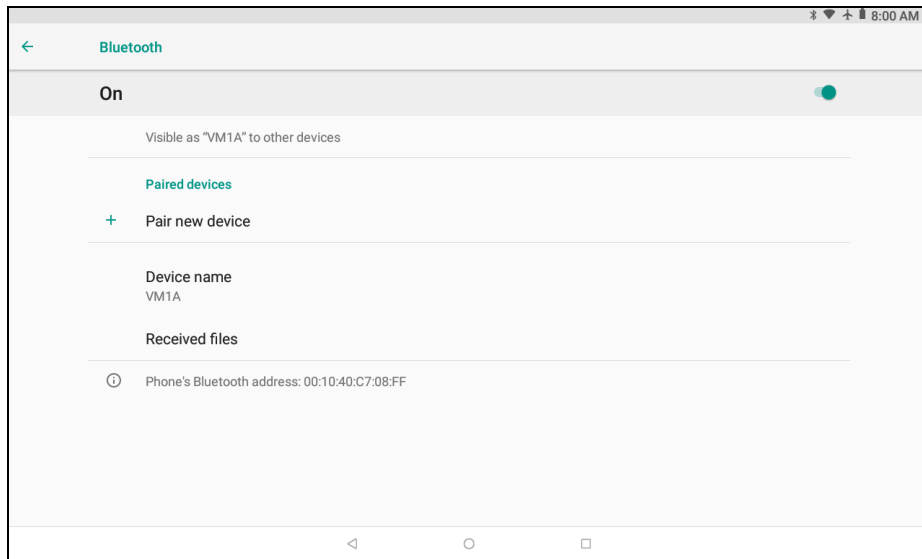 8:00 AM
Bluetooth
On
Visible as “VM1A” to other devices
Paired devices
+ Pair new device
Device name
VM1A
Received files
Phone's Bluetooth address: 00:10:40:C7:08:FF